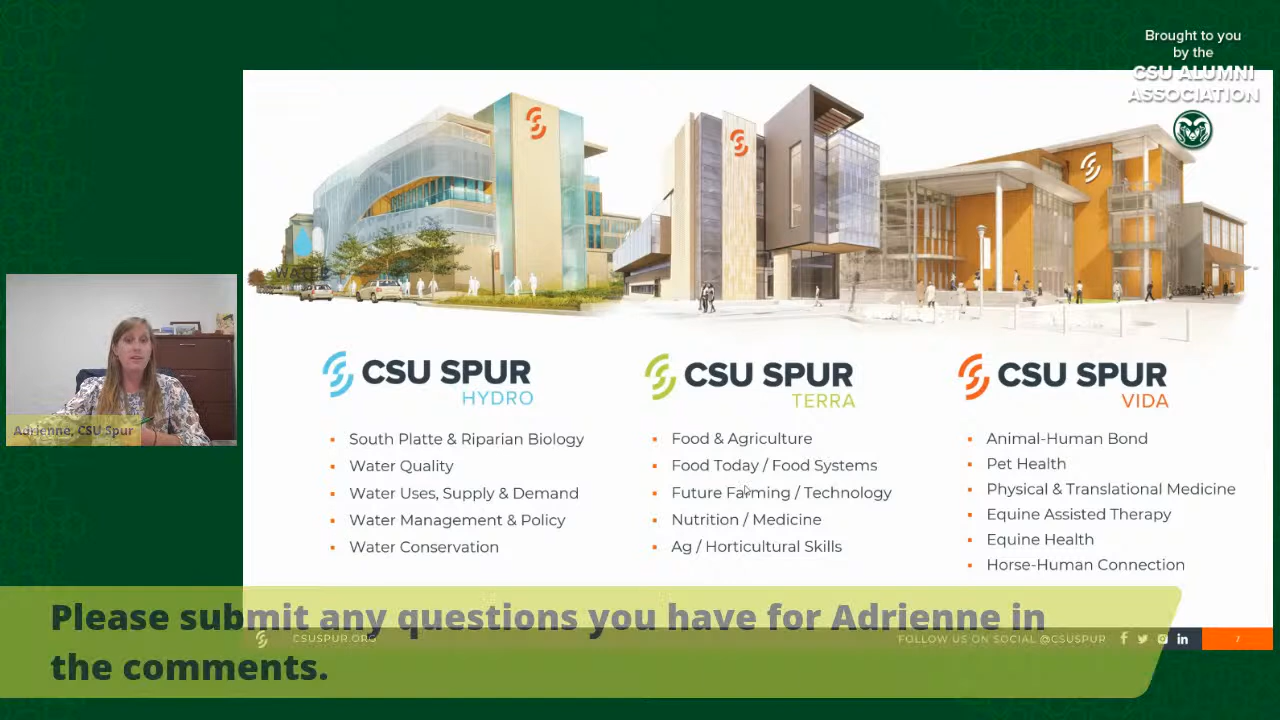 Brought to you
by the
CSU ALUMNI
ASSOCIATION
CSU SPUR
HYDRO
South Platte & Riparian Biology
Water Quality
Water Uses, Supply & Demand
Water Management & Policy
Water Conservation
CSU SPUR
TERRA
Food & Agriculture
Food Today / Food Systems
Future Farming / Technology
Nutrition / Medicine
Ag / Horticultural Skills
CSU SPUR
VIDA
Animal-Human Bond
Pet Health
Physical & Translational Medicine
Equine Assisted Therapy
Equine Health
Horse-Human Connection
Adrienne, CSU Spur
Please submit any questions you have for Adrienne in
the comments.
CSUSPUR.ORG
FOLLOW US ON SOCIAL @CSUSPUR
7